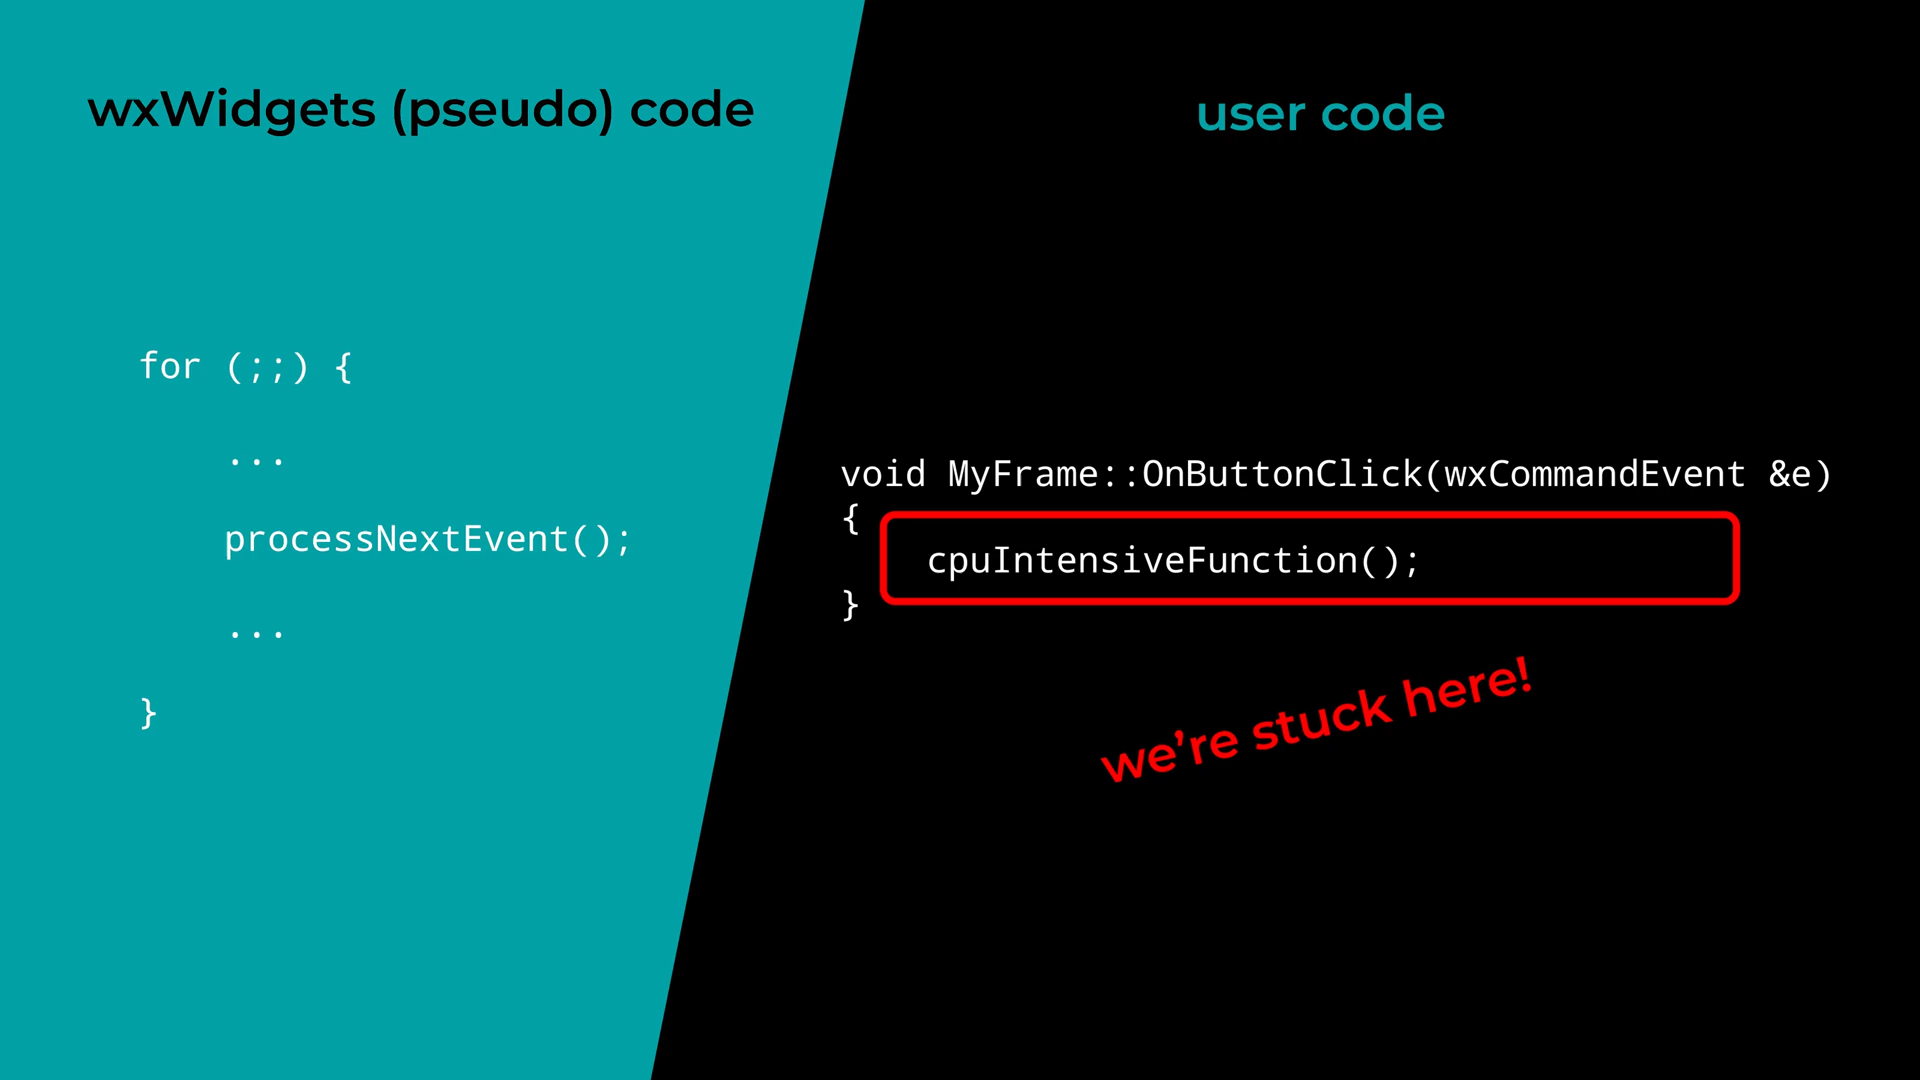 wxWidgets (pseudo) code
for (;;) {
...
processNextEvent();
...
}
user code
void MyFrame::OnButtonClick(wxCommandEvent &e)
{
cpuIntensiveFunction();
}
we’re stuck here!